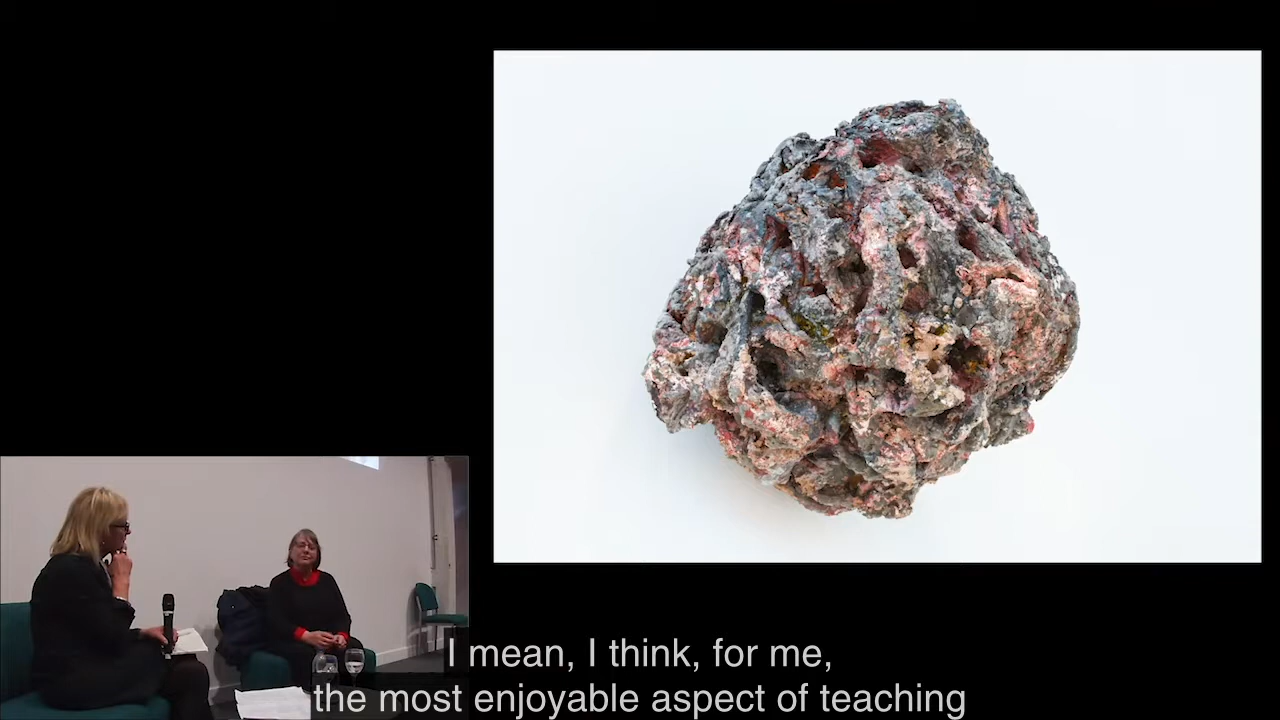 I mean, I think, for me,
the most enjoyable aspect of teaching